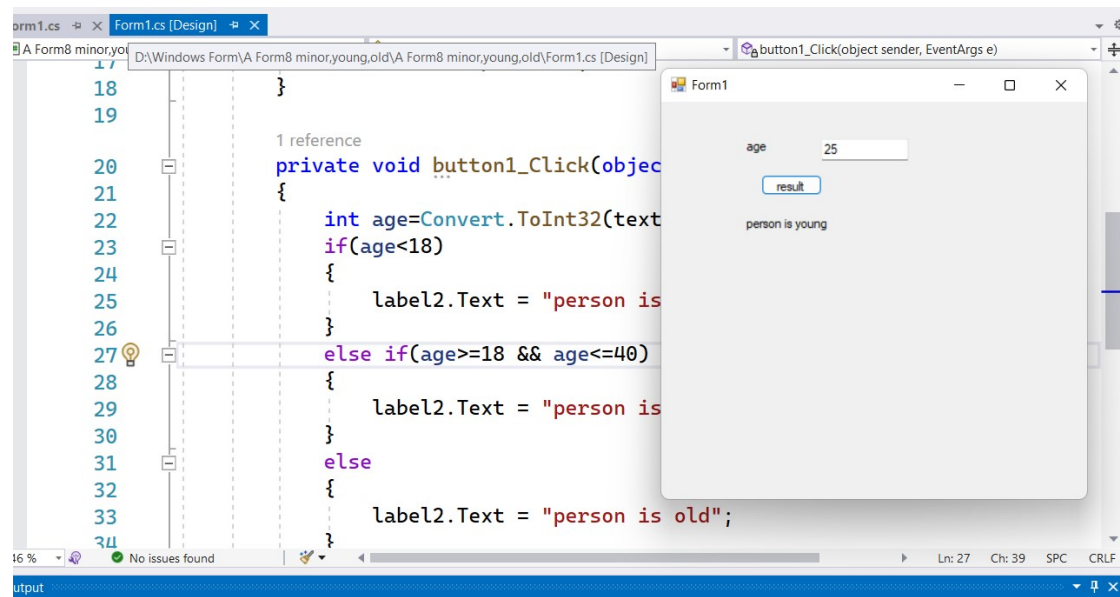 Form1.cs Form1.cs [Design]
A Form8 minor,you button1_Click(object sender, EventArgs e)
D:\Windows Form\A Form8 minor,young,old\A Form8 minor,young,old\Form1.cs [Design]
17
18 }
19
1 reference
20 private void button1_Click(objec
21 {
22 int age=Convert.ToInt32(text
23 if(age<18)
24 {
25 label2.Text = "person is
26 }
27 else if(age>=18 && age<=40)
28 {
29 label2.Text = "person is
30 }
31 else
32 {
33 label2.Text = "person is old";
34 }
Form1
age 25
result
person is young
46 % No issues found Ln: 27 Ch: 39 SPC CRLF
utput